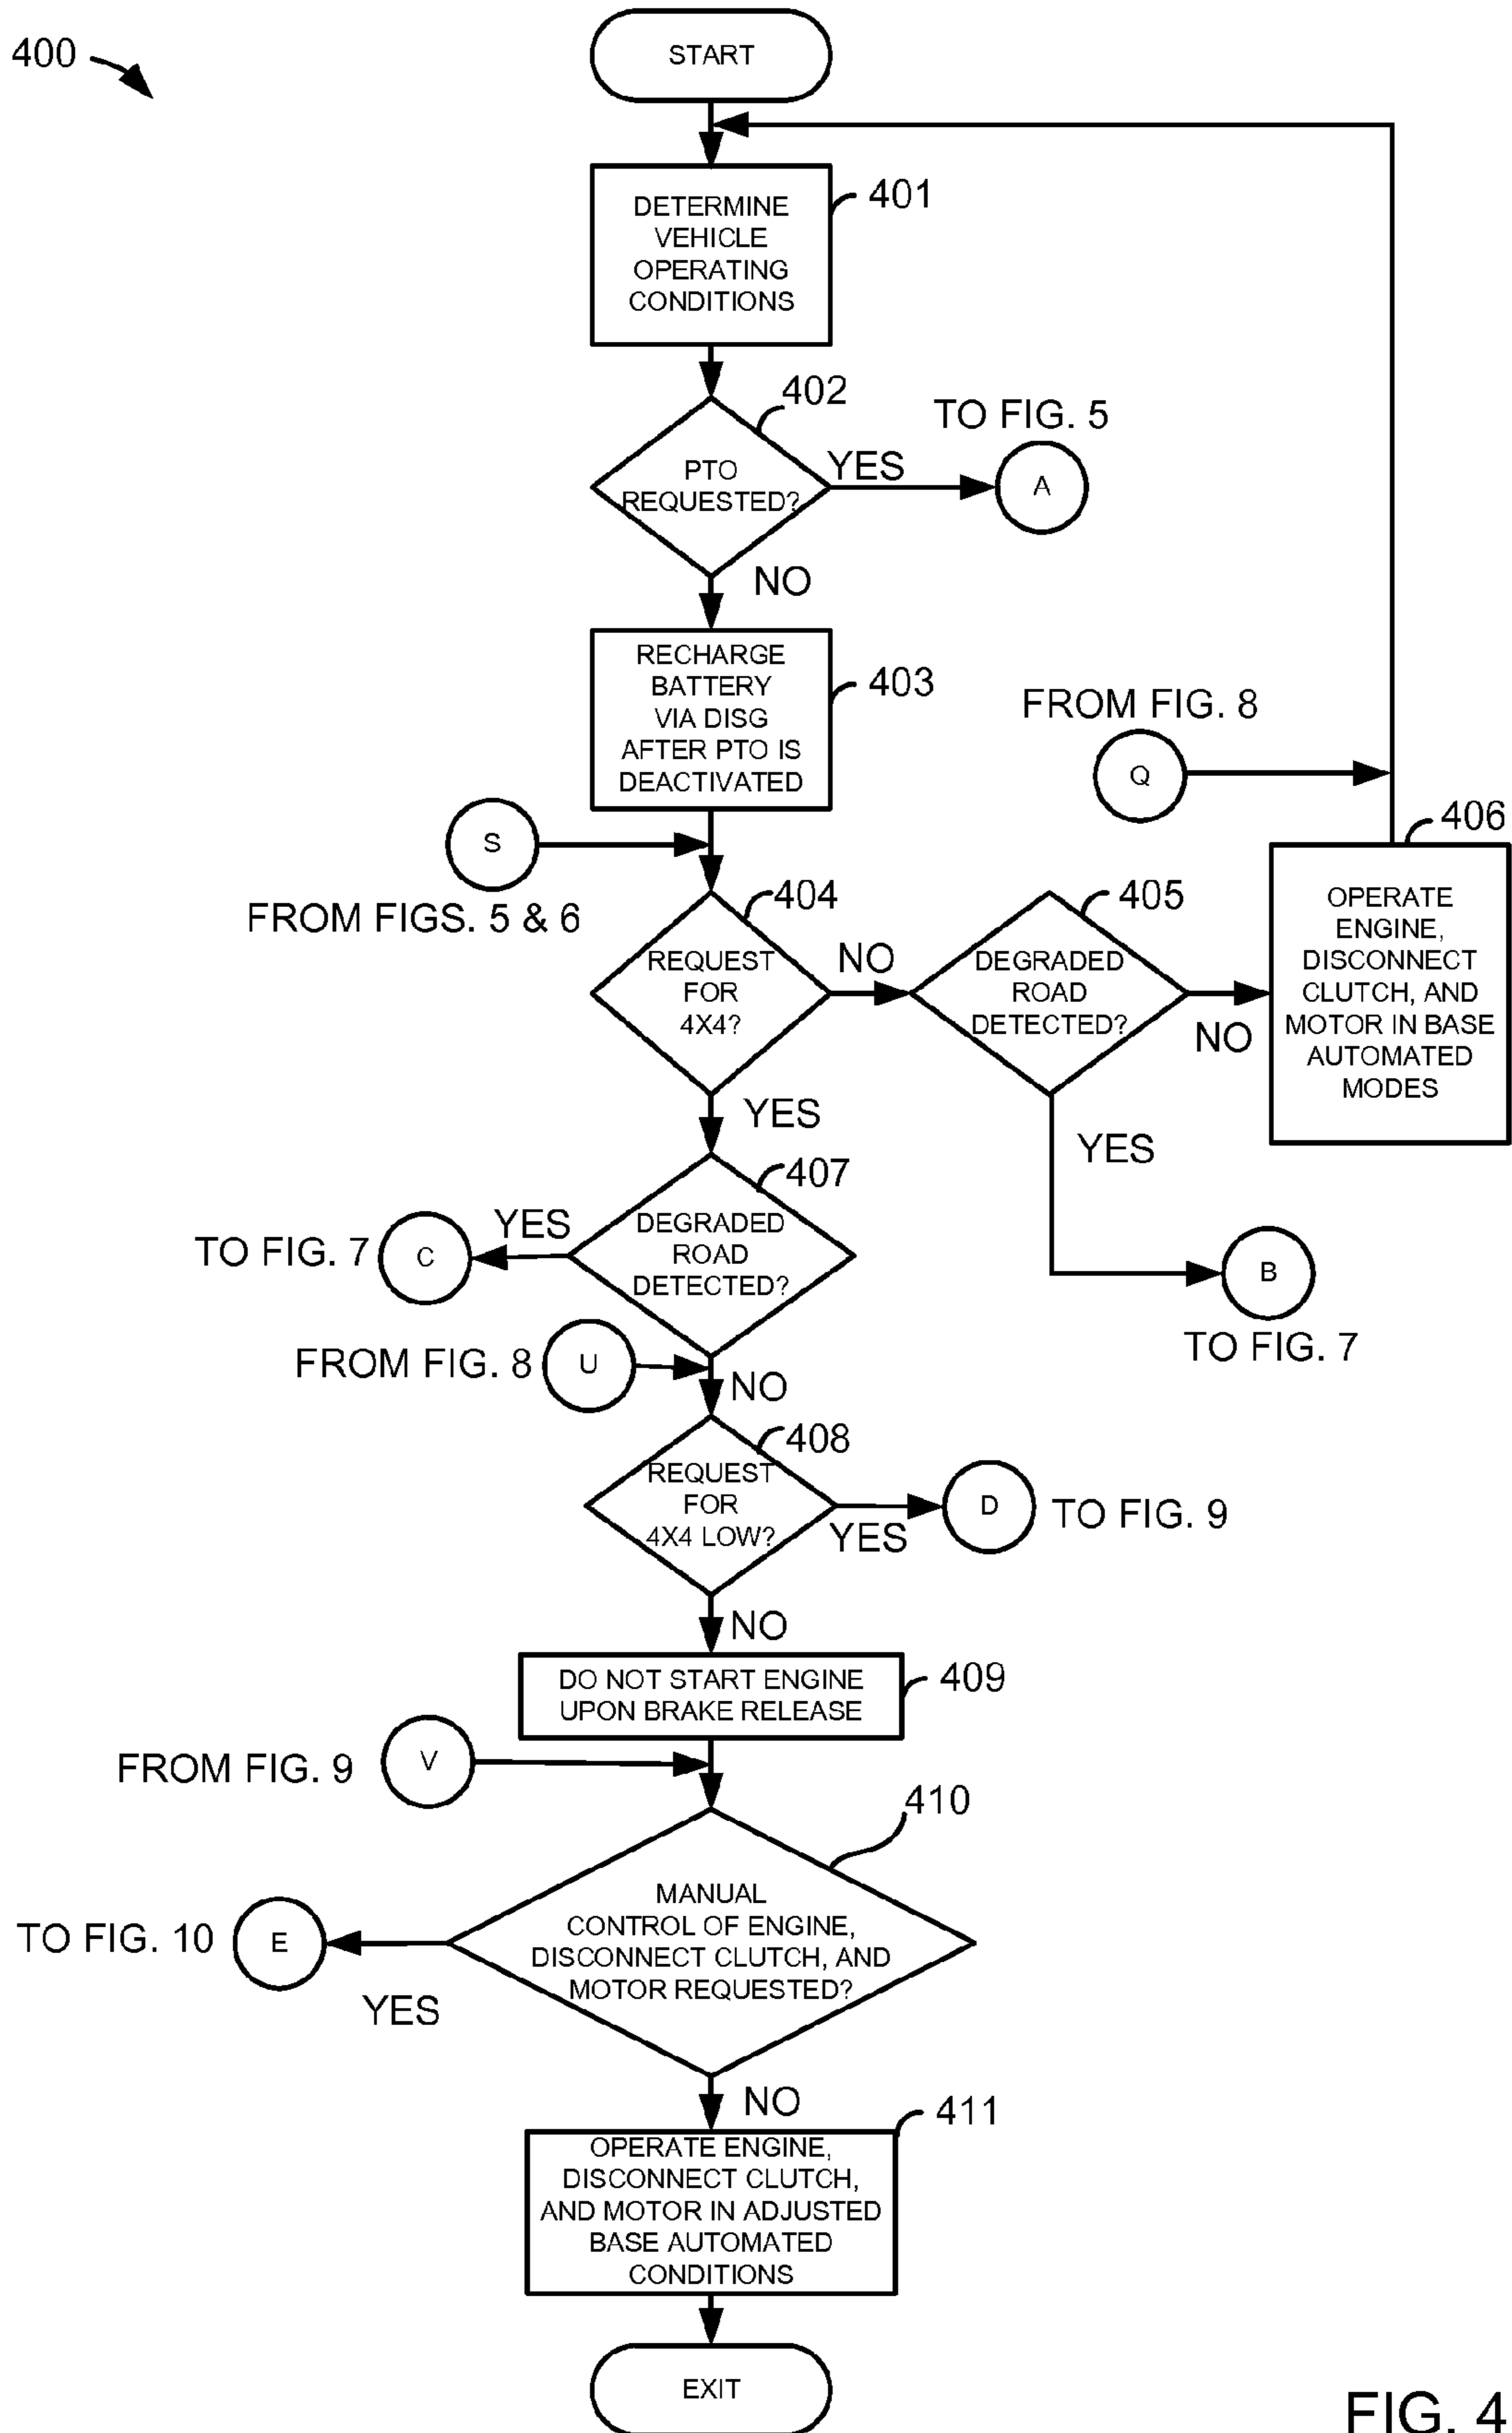 400
START
DETERMINE
VEHICLE
OPERATING
CONDITIONS
401
402
PTO
REQUESTED?
YES
TO FIG. 5
A
NO
RECHARGE
BATTERY
VIA DISG
AFTER PTO IS
DEACTIVATED
403
FROM FIG. 8
Q
S
FROM FIGS. 5 & 6
404
REQUEST
FOR
4X4?
NO
405
DEGRADED
ROAD
DETECTED?
NO
406
OPERATE
ENGINE,
DISCONNECT
CLUTCH, AND
MOTOR IN BASE
AUTOMATED
MODES
YES
YES
B
TO FIG. 7
407
DEGRADED
ROAD
DETECTED?
YES
C
TO FIG. 7
FROM FIG. 8
U
NO
408
REQUEST
FOR
4X4 LOW?
YES
D
TO FIG. 9
NO
DO NOT START ENGINE
UPON BRAKE RELEASE
409
FROM FIG. 9
V
410
MANUAL
CONTROL OF ENGINE,
DISCONNECT CLUTCH, AND
MOTOR REQUESTED?
TO FIG. 10
E
YES
NO
411
OPERATE ENGINE,
DISCONNECT CLUTCH,
AND MOTOR IN ADJUSTED
BASE AUTOMATED
CONDITIONS
EXIT
FIG. 4